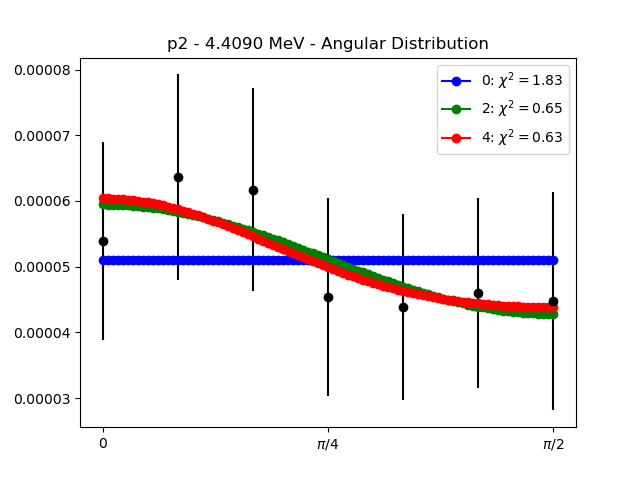 p2 - 4.4090 MeV - Angular Distribution
0.00008
0.00007
0.00006
0.00005
0.00004
0.00003
0: χ² = 1.83
2: χ² = 0.65
4: χ² = 0.63
0
π/4
π/2